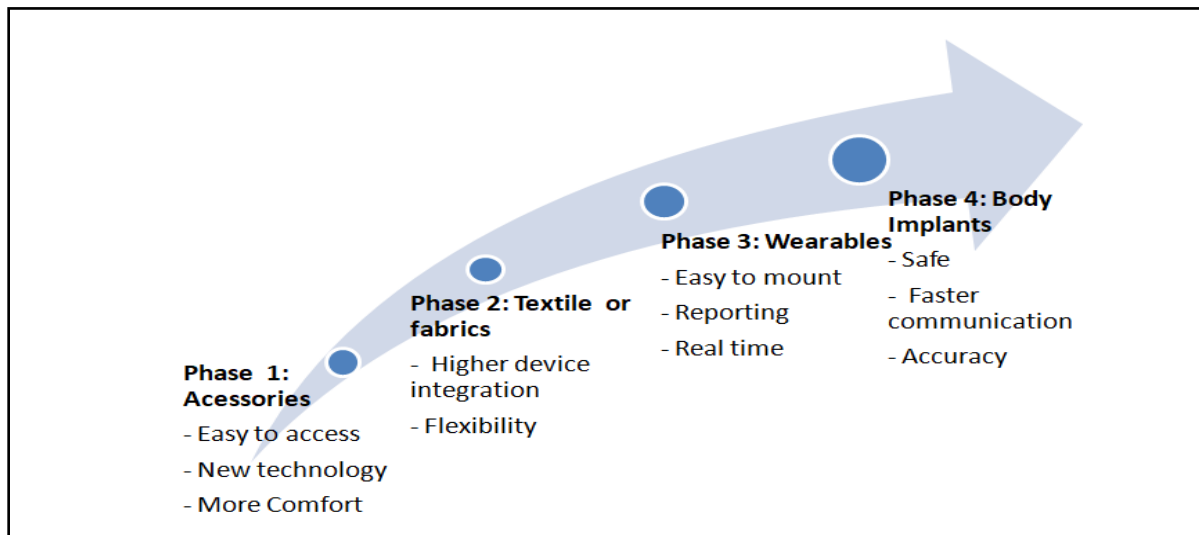 Phase 1:
Acessories
- Easy to access
- New technology
- More Comfort
Phase 2: Textile or
fabrics
- Higher device
integration
- Flexibility
Phase 3: Wearables
- Easy to mount
- Reporting
- Real time
Phase 4: Body
Implants
- Safe
- Faster
communication
- Accuracy